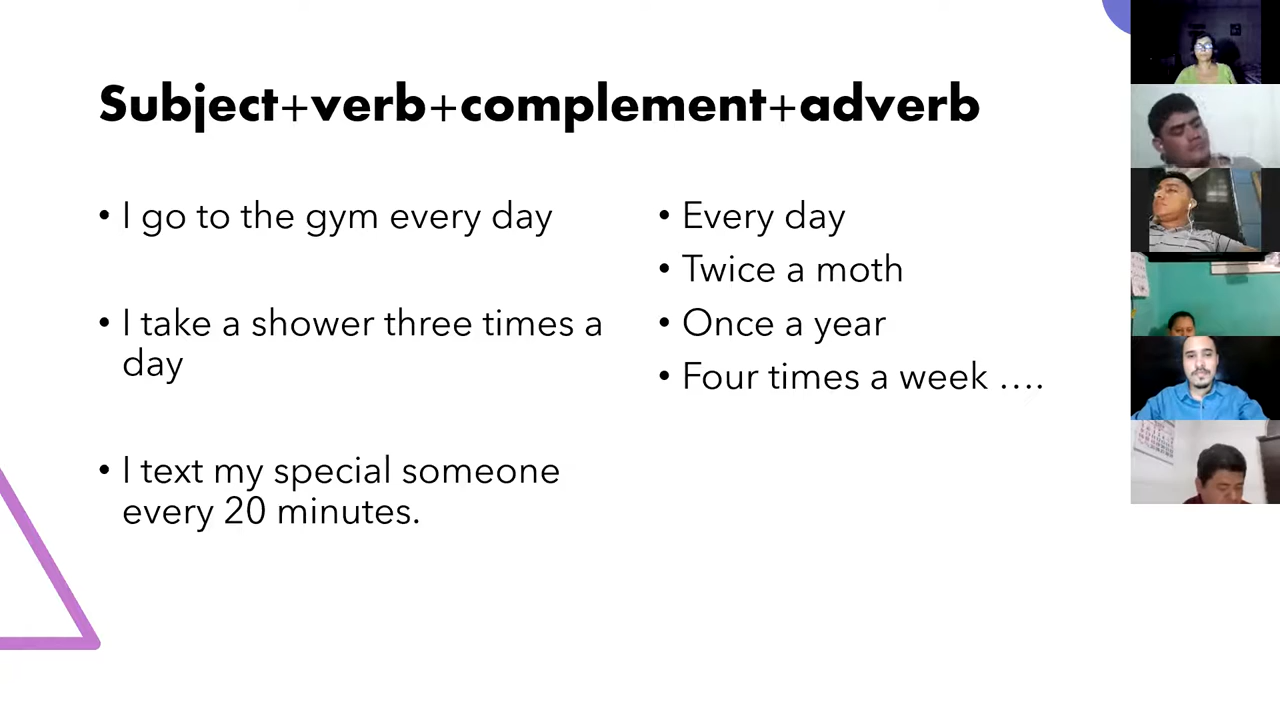 Subject+verb+complement+adverb
• I go to the gym every day
• I take a shower three times a
day
• I text my special someone
every 20 minutes.
• Every day
• Twice a moth
• Once a year
• Four times a week ….